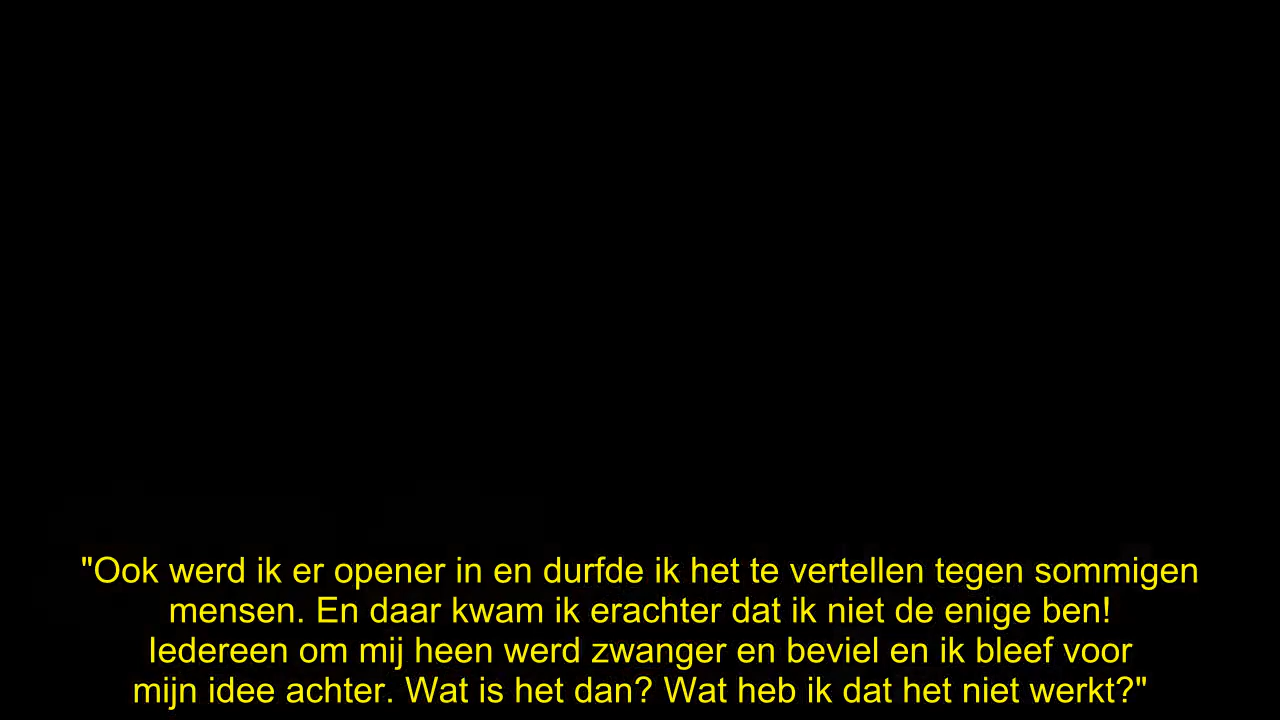 "Ook werd ik er opener in en durfde ik het te vertellen tegen sommigen
mensen. En daar kwam ik erachter dat ik niet de enige ben!
Iedereen om mij heen werd zwanger en beviel en ik bleef voor
mijn idee achter. Wat is het dan? Wat heb ik dat het niet werkt?"